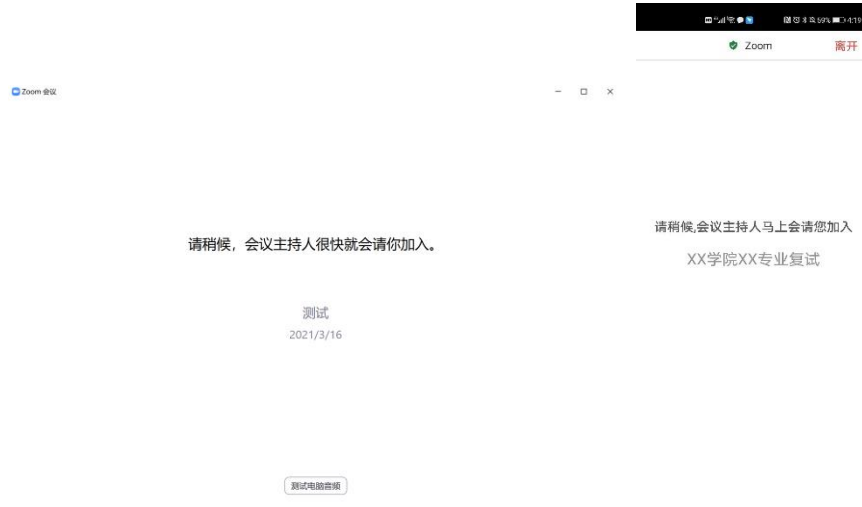 Zoom 会议
请稍候，会议主持人很快就会请你加入。
测试
2021/3/16
测试电脑音频
59% 4:19
Zoom
离开
请稍候,会议主持人马上会请您加入
XX学院XX专业复试